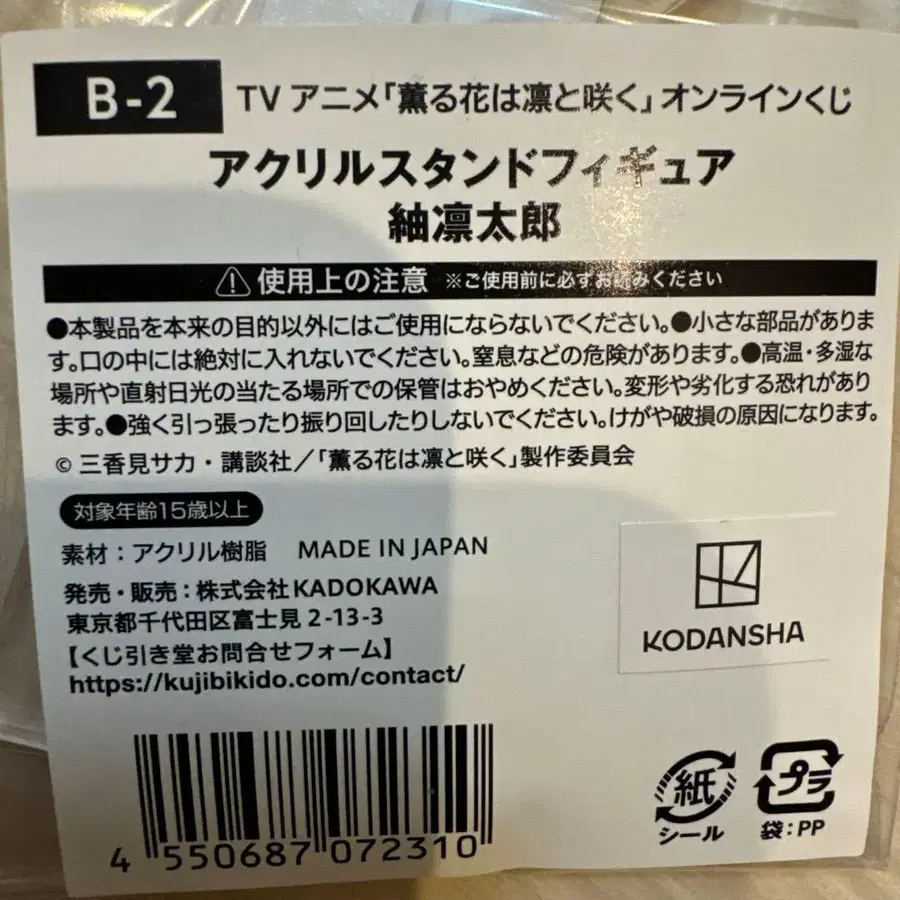 B-2
TV アニメ「薫る花は凛と咲く」オンラインくじ
アクリルスタンドフィギュア
紬凛太郎
使用上の注意 ※ご使用前に必ずお読みください
●本製品を本来の目的以外にはご使用にならないでください。●小さな部品がありま
す。口の中には絶対に入れないでください。窒息などの危険があります。●高温・多湿な
場所や直射日光の当たる場所での保管はおやめください。変形や劣化する恐れがあり
ます。●強く引っ張ったり振り回したりしないでください。けがや破損の原因になります。
© 三香見サカ・講談社／「薫る花は凛と咲く」製作委員会
対象年齢15歳以上
素材：アクリル樹脂 MADE IN JAPAN
発売・販売：株式会社KADOKAWA
東京都千代田区富士見 2-13-3
【くじ引き堂お問合せフォーム】
https://kujibikido.com/contact/
KODANSHA
4 550687 072310
紙
シール
プラ
袋：PP